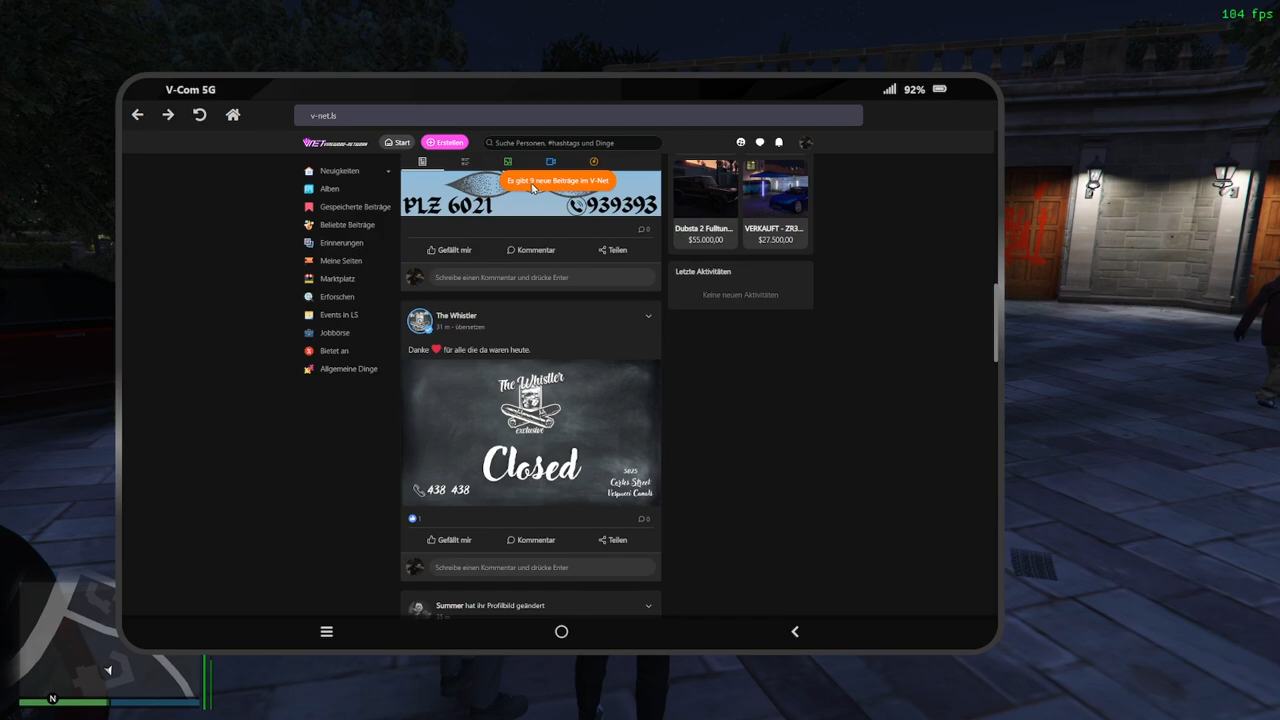 104 fps
V-Com 5G
92%
v-net.ls
VNET
Start
Erstellen
Suche Personen, #hashtags und Dinge
Neuigkeiten
Alben
Gespeicherte Beiträge
Beliebte Beiträge
Erinnerungen
Meine Seiten
Marktplatz
Erforschen
Events in LS
Jobbörse
Bietet an
Allgemeine Dinge
Es gibt 9 neue Beiträge im V-Net
PLZ 6021
939393
0
Gefällt mir
Kommentar
Teilen
Schreibe einen Kommentar und drücke Enter
The Whistler
31 m - übersetzen
Danke ❤ für alle die da waren heute.
The Whistler
exclusive
Closed
438 438
5025
Cortes Street
Vespucci Canals
1
0
Gefällt mir
Kommentar
Teilen
Schreibe einen Kommentar und drücke Enter
Summer hat ihr Profilbild geändert
Dubsta 2 Fulltun...
$55.000,00
VERKAUFT - ZR3...
$27.500,00
Letzte Aktivitäten
Keine neuen Aktivitäten
N